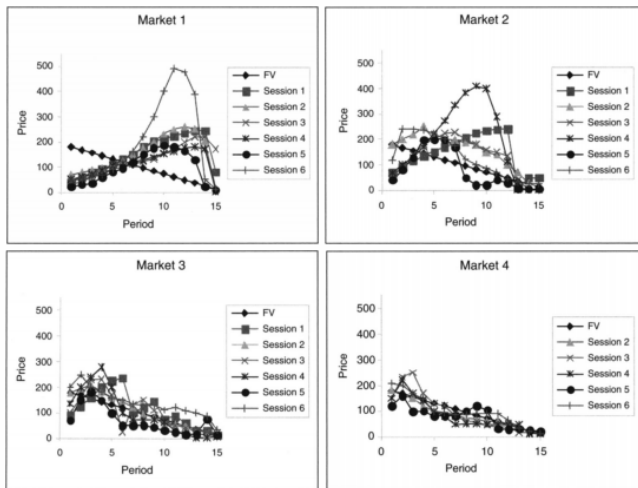 Market 1
Price
500
400
300
200
100
0
0
5
10
15
Period
FV
Session 1
Session 2
Session 3
Session 4
Session 5
Session 6
Market 2
Price
500
400
300
200
100
0
0
5
10
15
Period
FV
Session 1
Session 2
Session 3
Session 4
Session 5
Session 6
Market 3
Price
500
400
300
200
100
0
0
5
10
15
Period
FV
Session 1
Session 2
Session 3
Session 4
Session 5
Session 6
Market 4
Price
500
400
300
200
100
0
0
5
10
15
Period
FV
Session 2
Session 3
Session 4
Session 5
Session 6